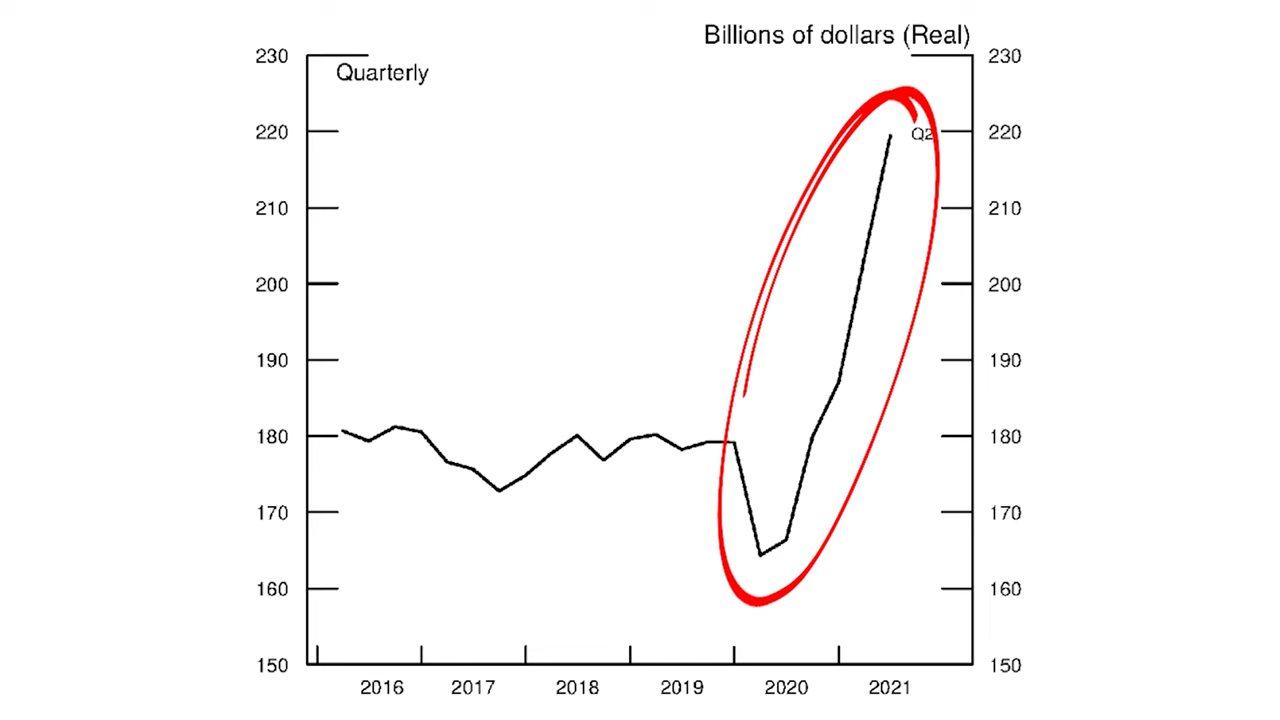 Billions of dollars (Real)
230 230
Quarterly
220 Q2 220
210 210
200 200
190 190
180 180
170 170
160 160
150 150
2016 2017 2018 2019 2020 2021